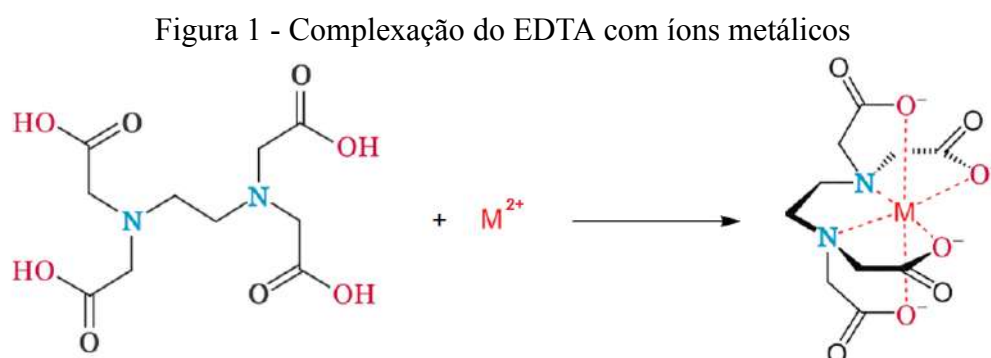 Figura 1 - Complexação do EDTA com íons metálicos
O
HO
O
O
OH
N
N
+
M²⁺
HO
O
O
OH
O
O⁻
O
N
O
M
N
O⁻
O
O⁻
O